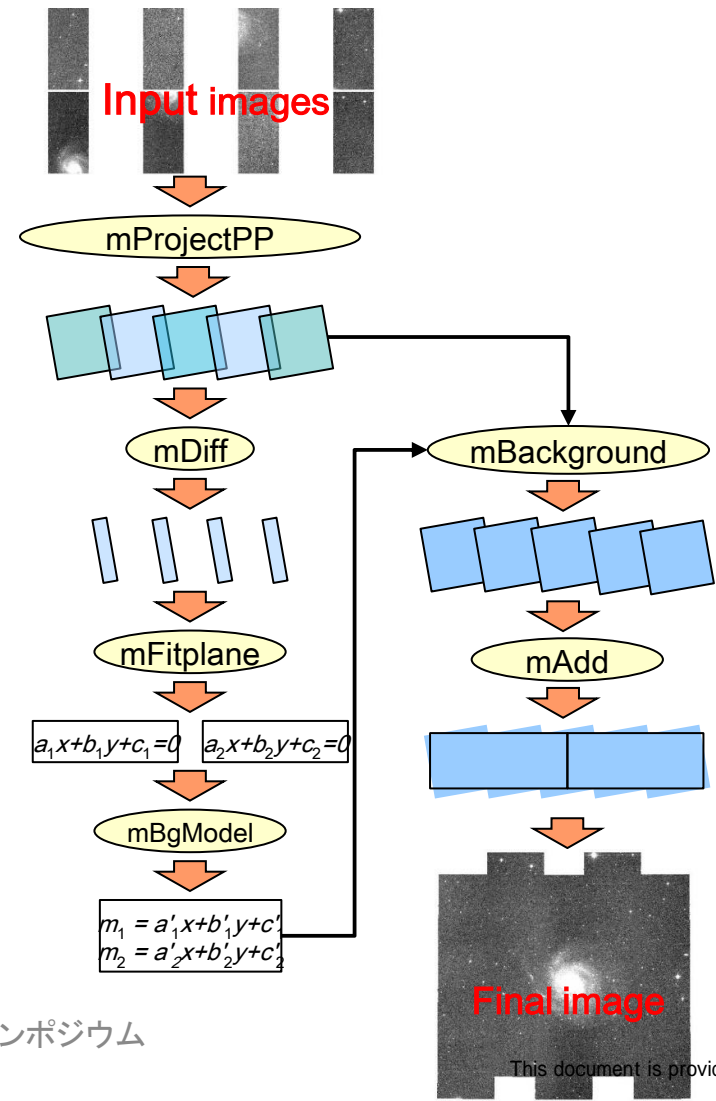 Input images
mProjectPP
mDiff
mFitplane
a₁x+b₁y+c₁=0
a₂x+b₂y+c₂=0
mBgModel
m₁ = a'₁x+b'₁y+c'₁
m₂ = a'₂x+b'₂y+c'₂
mBackground
mAdd
Final image
ンポジウム
This document is provid